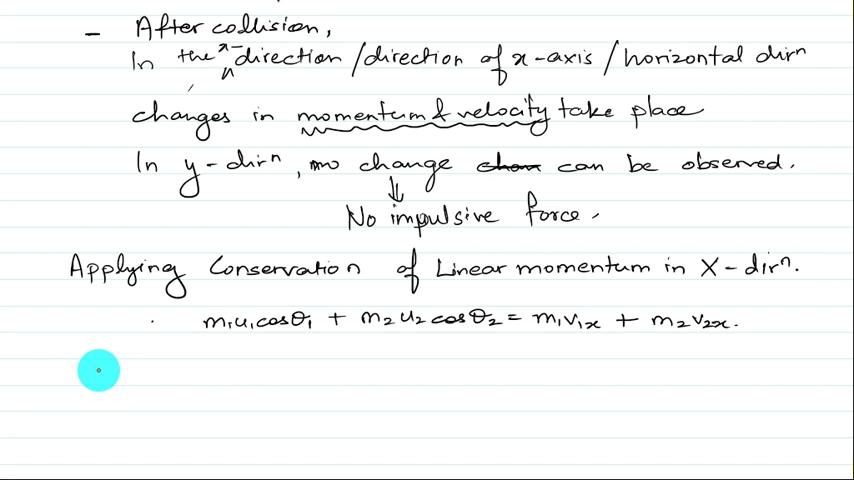 - After collision,
In the x-direction/direction of x-axis/horizontal dirn
changes in momentum & velocity take place
In y-dirn, no change can be observed.
No impulsive force.
Applying Conservation of Linear momentum in X-dirn.
m₁u₁cosθ₁ + m₂u₂cosθ₂ = m₁v₁ₓ + m₂v₂ₓ.